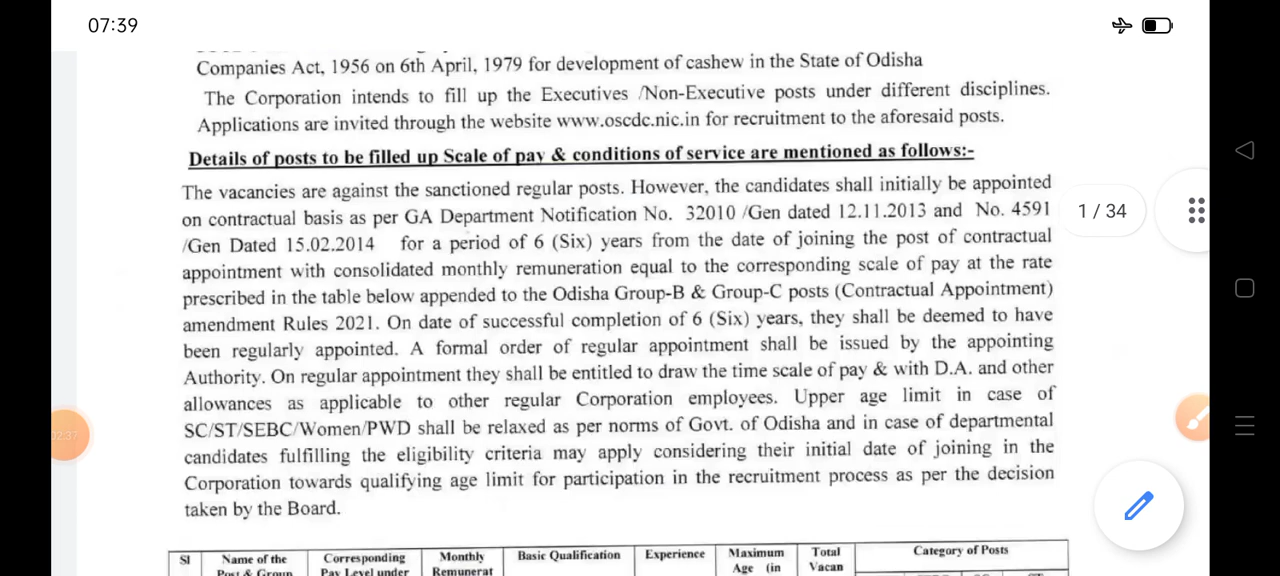 07:39
Companies Act, 1956 on 6th April, 1979 for development of cashew in the State of Odisha
The Corporation intends to fill up the Executives /Non-Executive posts under different disciplines.
Applications are invited through the website www.oscdc.nic.in for recruitment to the aforesaid posts.
Details of posts to be filled up Scale of pay & conditions of service are mentioned as follows:-
The vacancies are against the sanctioned regular posts. However, the candidates shall initially be appointed
on contractual basis as per GA Department Notification No. 32010 /Gen dated 12.11.2013 and No. 4591
/Gen Dated 15.02.2014 for a period of 6 (Six) years from the date of joining the post of contractual
appointment with consolidated monthly remuneration equal to the corresponding scale of pay at the rate
prescribed in the table below appended to the Odisha Group-B & Group-C posts (Contractual Appointment)
amendment Rules 2021. On date of successful completion of 6 (Six) years, they shall be deemed to have
been regularly appointed. A formal order of regular appointment shall be issued by the appointing
Authority. On regular appointment they shall be entitled to draw the time scale of pay & with D.A. and other
allowances as applicable to other regular Corporation employees. Upper age limit in case of
SC/ST/SEBC/Women/PWD shall be relaxed as per norms of Govt. of Odisha and in case of departmental
candidates fulfilling the eligibility criteria may apply considering their initial date of joining in the
Corporation towards qualifying age limit for participation in the recruitment process as per the decision
taken by the Board.
1 / 34
02:37
Sl Name of the Corresponding Monthly Basic Qualification Experience Maximum Total Category of Posts
Post & Group Pay Level under Remunerat Age (in Vacan